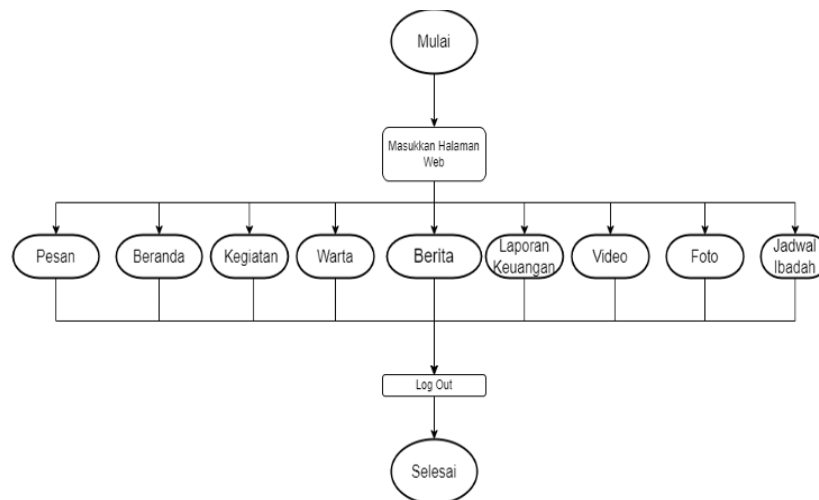 Mulai
Masukkan Halaman
Web
Pesan
Beranda
Kegiatan
Warta
Berita
Laporan
Keuangan
Video
Foto
Jadwal
Ibadah
Log Out
Selesai